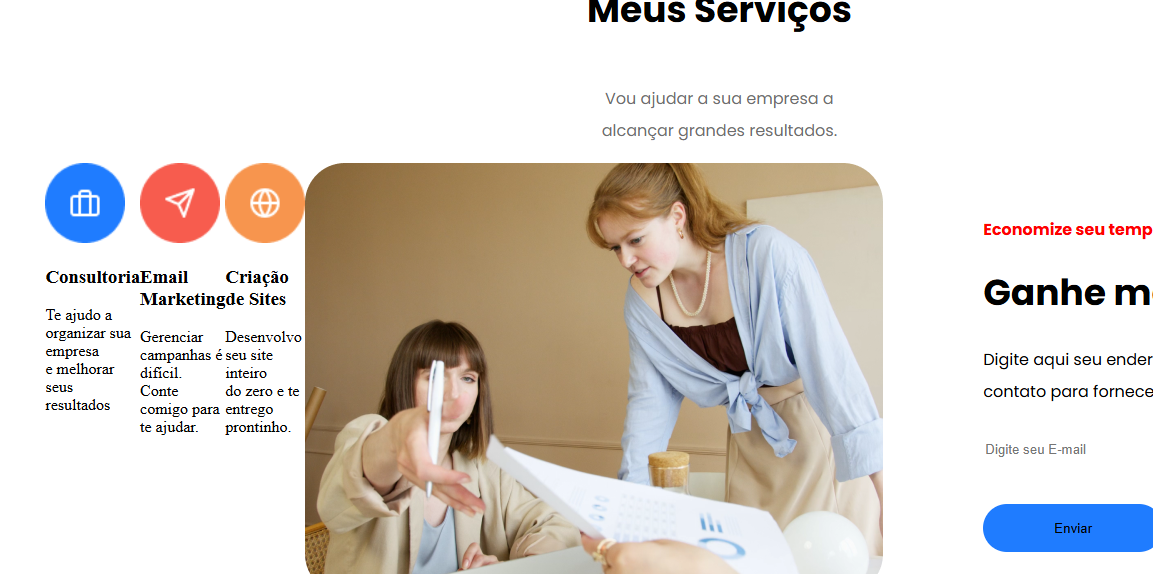 Meus Serviços
Vou ajudar a sua empresa a
alcançar grandes resultados.
Consultoria
Te ajudo a
organizar sua
empresa
e melhorar
seus
resultados
Email
Marketing
Gerenciar
campanhas é
difícil.
Conte
comigo para
te ajudar.
Criação
de Sites
Desenvolvo
seu site
inteiro
do zero e te
entrego
prontinho.
Economize seu temp
Ganhe m
Digite aqui seu ender
contato para fornece
Digite seu E-mail
Enviar